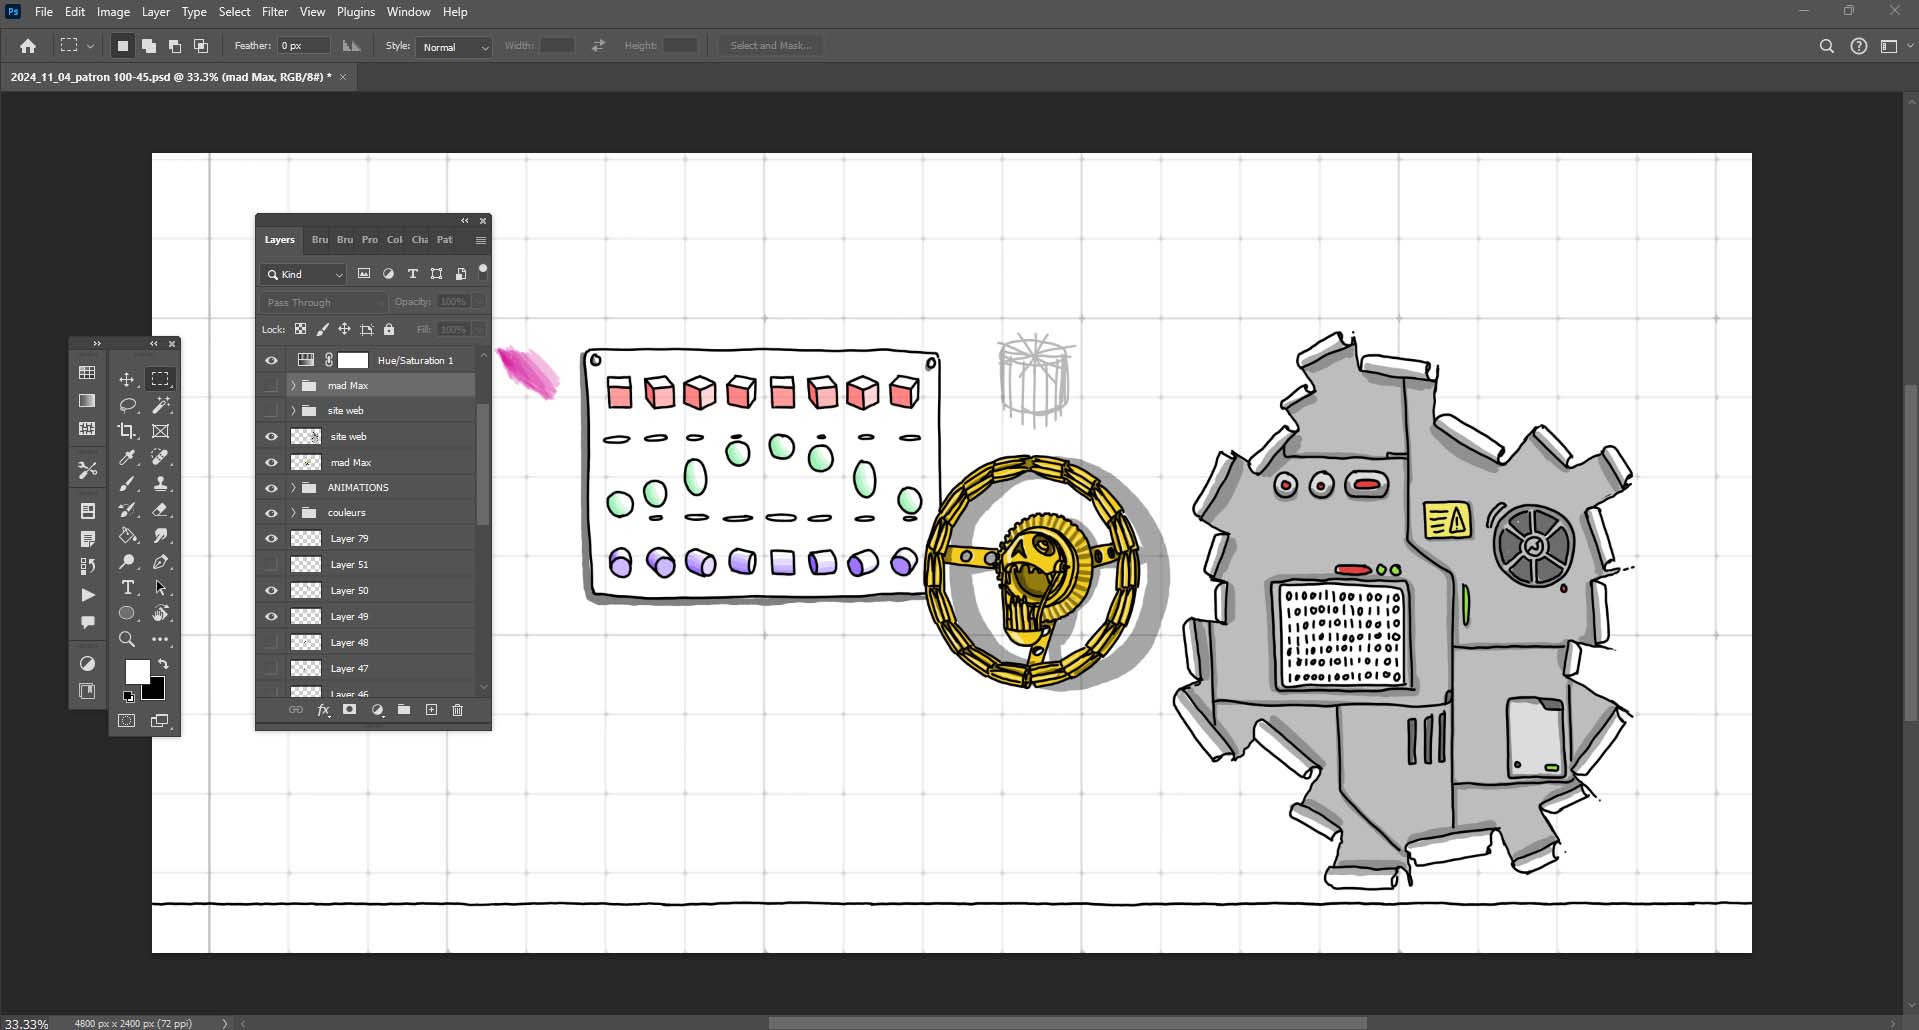 Ps File Edit Image Layer Type Select Filter View Plugins Window Help
Feather: 0 px Style: Normal Width: Height: Select and Mask...
2024_11_04_patron 100-45.psd @ 33.3% (mad Max, RGB/8#) * ×
Layers Bru Bru Pro Col Cha Pat
Kind
Pass Through Opacity: 100%
Lock: Fill: 100%
Hue/Saturation 1
mad Max
site web
site web
mad Max
ANIMATIONS
couleurs
Layer 79
Layer 51
Layer 50
Layer 49
Layer 48
Layer 47
Layer 46
33.33% 4800 px x 2400 px (72 ppi)